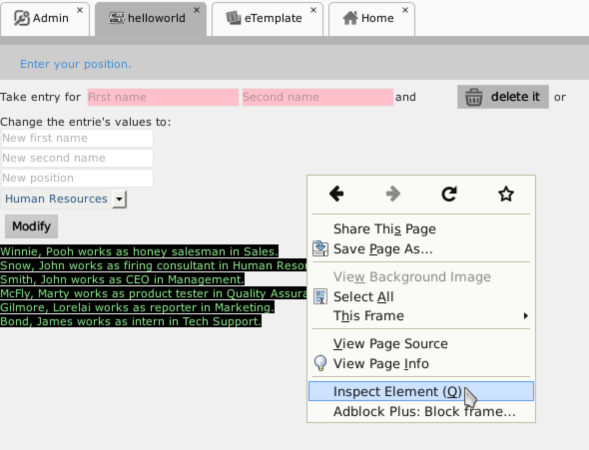 Admin
helloworld
eTemplate
Home
Enter your position.
Take entry for First name Second name and delete it or
Change the entrie's values to:
New first name
New second name
New position
Human Resources
Modify
Winnie, Pooh works as honey salesman in Sales.
Snow, John works as firing consultant in Human
Smith, John works as CEO in Management.
McFly, Marty works as product tester in Quality
Gilmore, Lorelai works as reporter in Marketing.
Bond, James works as intern in Tech Support.
Share This Page
Save Page As...
View Background Image
Select All
This Frame
View Page Source
View Page Info
Inspect Element (Q)
Adblock Plus: Block frame...